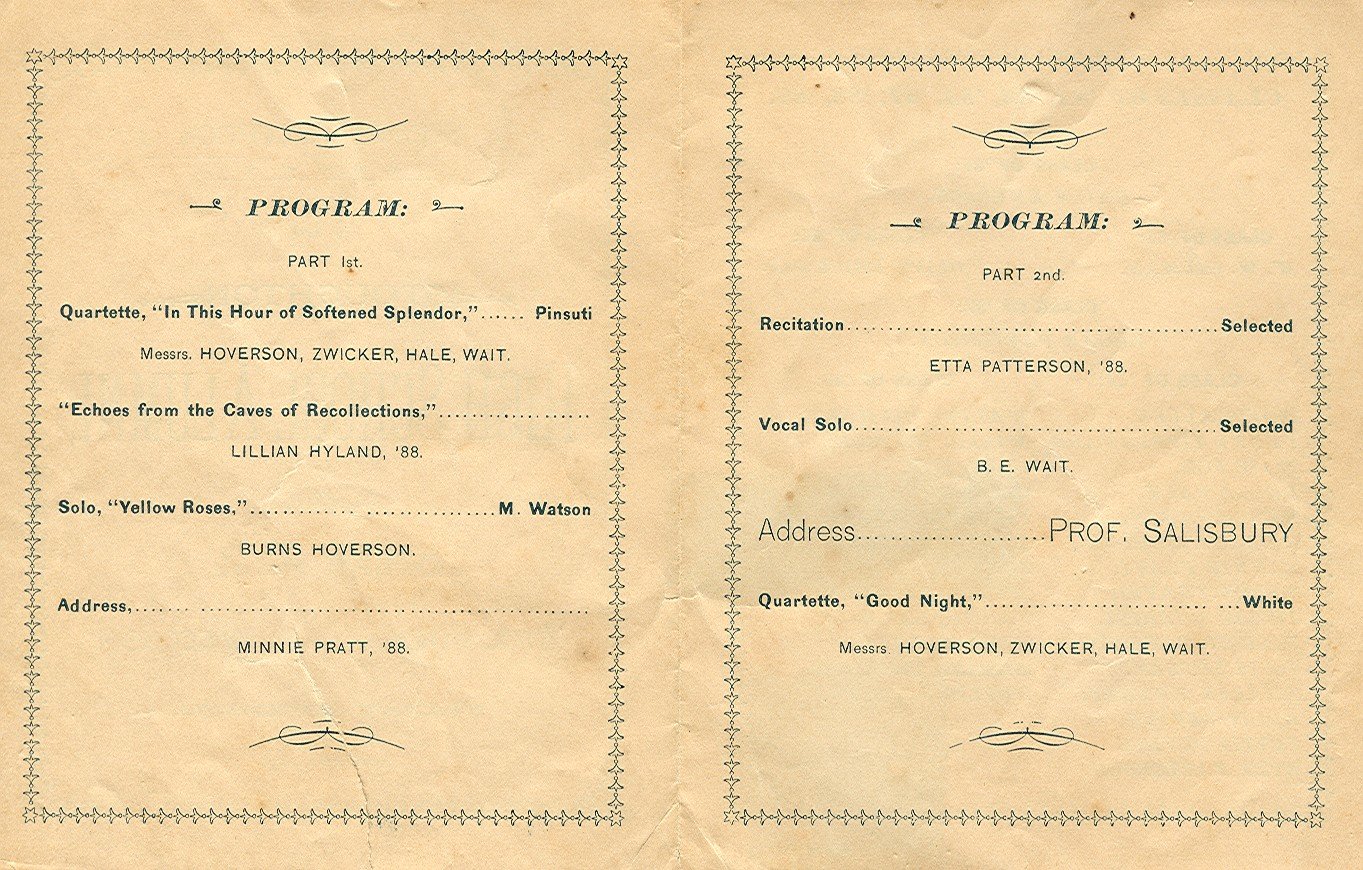 PROGRAM:
PART 1st.
Quartette, "In This Hour of Softened Splendor,"...... Pinsuti
Messrs. HOVERSON, ZWICKER, HALE, WAIT.
"Echoes from the Caves of Recollections,"...................
LILLIAN HYLAND, '88.
Solo, "Yellow Roses,"............. ................M. Watson
BURNS HOVERSON.
Address,....... .................................................
MINNIE PRATT, '88.
PROGRAM:
PART 2nd.
Recitation...............................................Selected
ETTA PATTERSON, '88.
Vocal Solo..............................................Selected
B. E. WAIT.
Address.......................PROF. SALISBURY
Quartette, "Good Night,"............................ ...White
Messrs. HOVERSON, ZWICKER, HALE, WAIT.